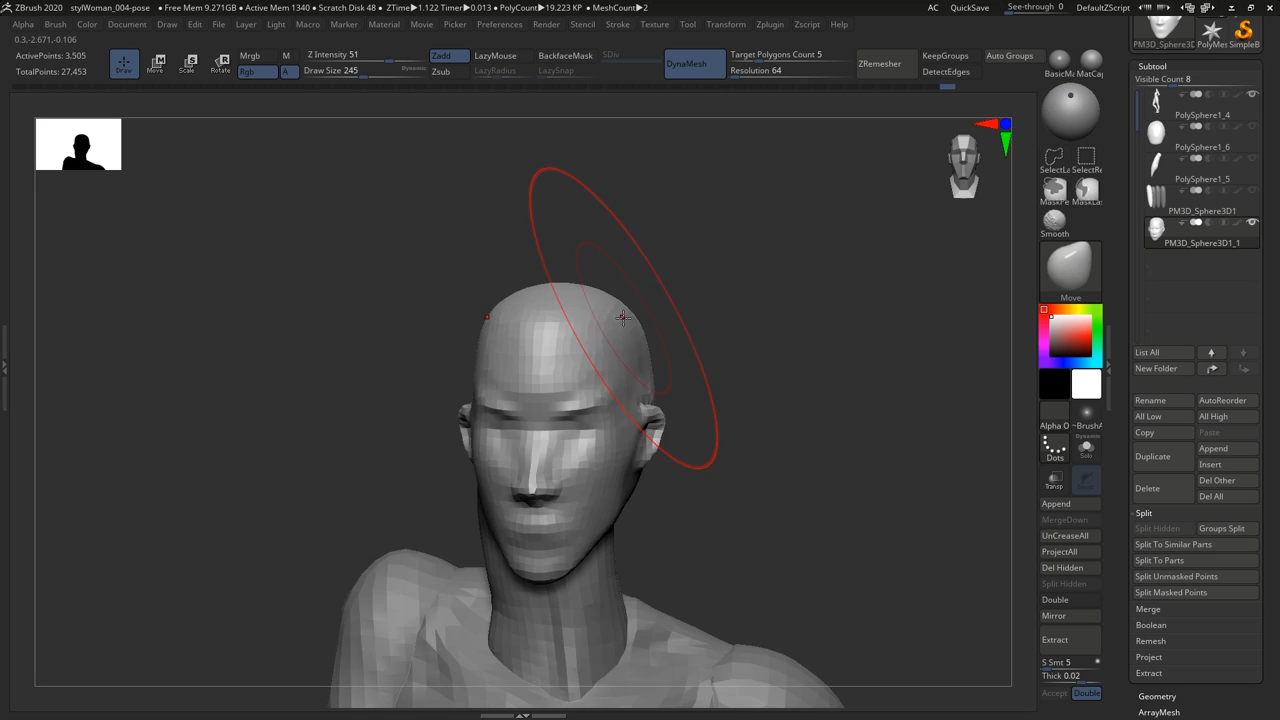 ZBrush 2020 stylWoman_004-pose • Free Mem 9.271GB • Active Mem 1340 • Scratch Disk 48 • ZTime▶1.122 Timer▶0.013 • PolyCount▶19.223 KP • MeshCount▶2 AC QuickSave See-through 0 Menus DefaultZScript
Alpha Brush Color Document Draw Edit File Layer Light Macro Marker Material Movie Picker Preferences Render Stencil Stroke Texture Tool Transform Zplugin Zscript Help
0.3,-2.671,-0.106
ActivePoints: 3,505
TotalPoints: 27,453
Draw Move Scale Rotate
Mrgb M
Rgb A
Z Intensity 51
Draw Size 245 Dynamic
Zadd
Zsub
LazyMouse
LazyRadius
BackfaceMask
LazySnap
SDiv
DynaMesh
Target Polygons Count 5
Resolution 64
ZRemesher
KeepGroups
DetectEdges
Auto Groups
BasicMa MatCap
SelectLa SelectRe
MaskPe MaskLas
Smooth
Move
Alpha O ~BrushA
Dots
Dynamic
Solo
Transp
Append
MergeDown
UnCreaseAll
ProjectAll
Del Hidden
Split Hidden
Double
Mirror
Extract
S Smt 5
Thick 0.02
Accept Double
PM3D_Sphere3D PolyMes SimpleB
Subtool
Visible Count 8
PolySphere1_4
PolySphere1_6
PolySphere1_5
PM3D_Sphere3D1
PM3D_Sphere3D1_1
List All
New Folder
Rename AutoReorder
All Low All High
Copy Paste
Duplicate Append
Insert
Delete Del Other
Del All
Split
Split Hidden Groups Split
Split To Similar Parts
Split To Parts
Split Unmasked Points
Split Masked Points
Merge
Boolean
Remesh
Project
Extract
Geometry
ArrayMesh